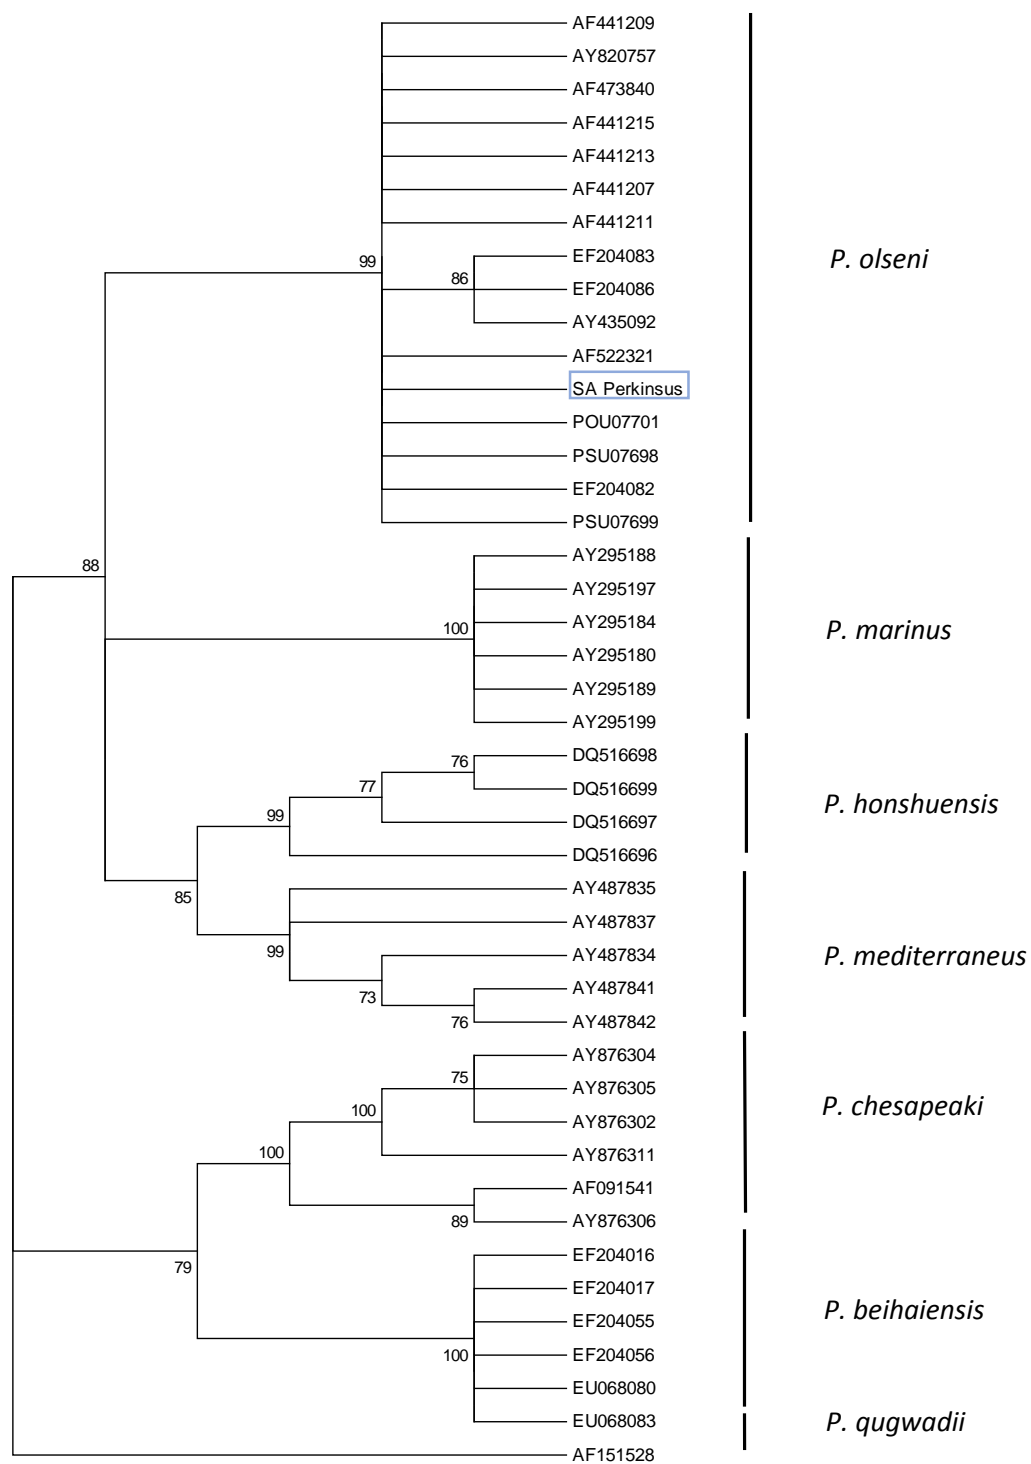 AF441209
AY820757
AF473840
AF441215
AF441213
AF441207
AF441211
EF204083
P. olseni
99
86
EF204086
AY435092
AF522321
SA Perkinsus
POU07701
PSU07698
EF204082
PSU07699
AY295188
88
AY295197
AY295184
100
P. marinus
AY295180
AY295189
AY295199
DQ516698
76
DQ516699
77
P. honshuensis
99
DQ516697
DQ516696
AY487835
85
AY487837
99
AY487834
P. mediterraneus
73
AY487841
76
AY487842
AY876304
75
AY876305
P. chesapeaki
100
AY876302
100
AY876311
AF091541
89
AY876306
EF204016
79
EF204017
P. beihaiensis
EF204055
100
EF204056
EU068080
EU068083
P. qugwadii
AF151528